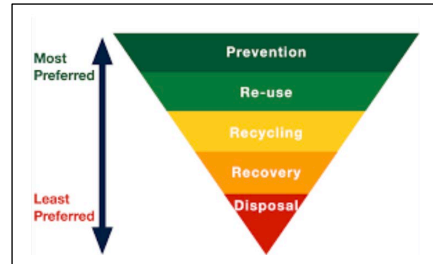 Most
Preferred
Prevention
Re-use
Recycling
Recovery
Least
Preferred
Disposal